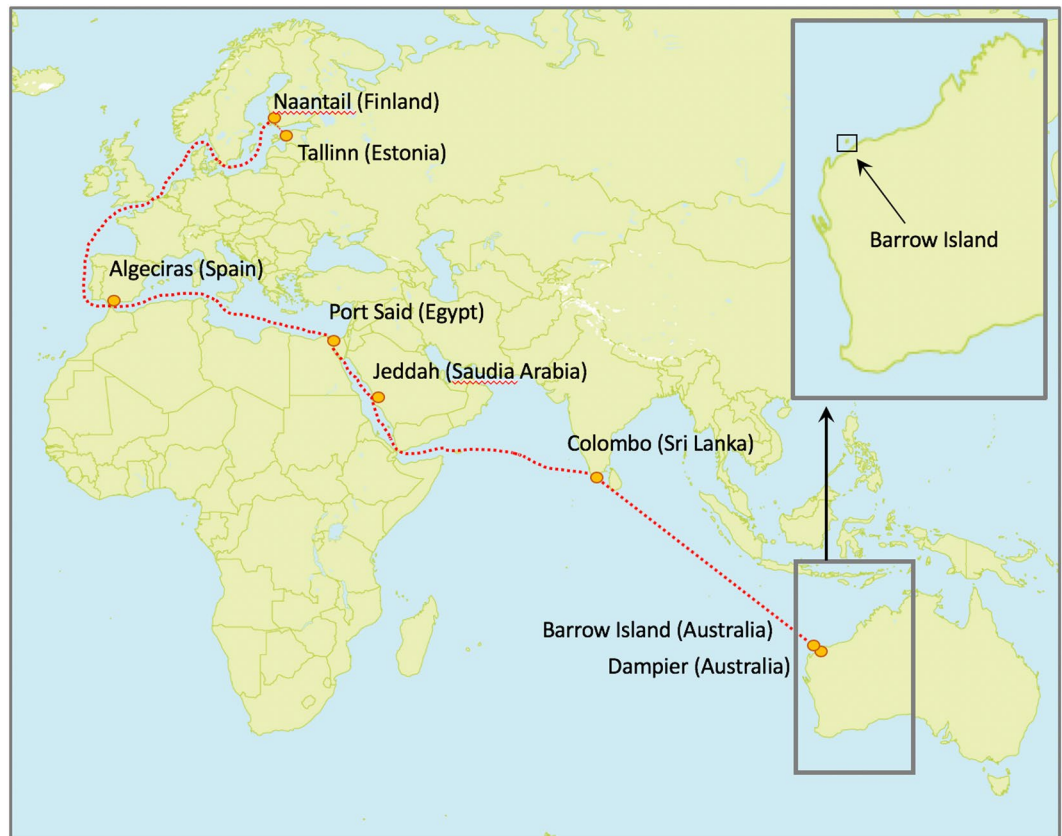 Naantail (Finland)
Tallinn (Estonia)
Barrow Island
Algeciras (Spain)
Port Said (Egypt)
Jeddah (Saudia Arabia)
Colombo (Sri Lanka)
Barrow Island (Australia)
Dampier (Australia)